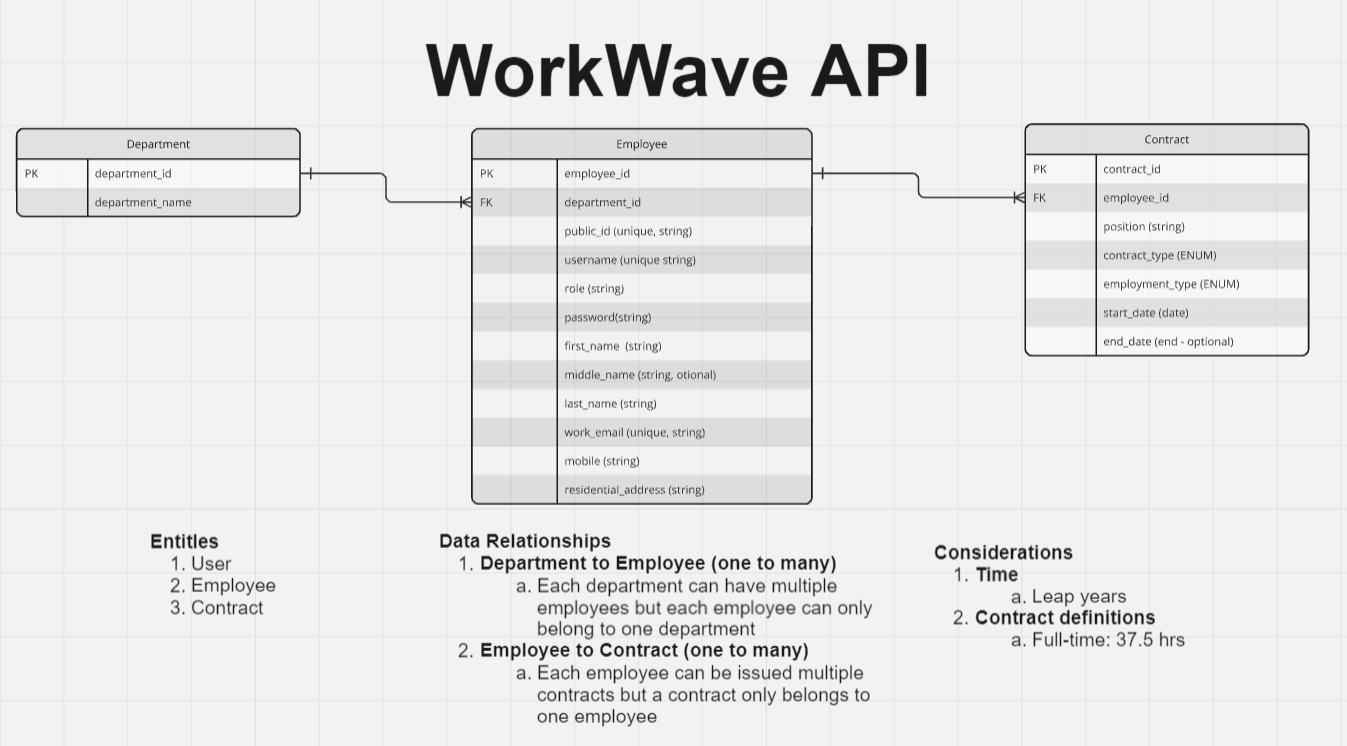 WorkWave API
Department
PK department_id
department_name
Employee
PK employee_id
FK department_id
public_id (unique, string)
username (unique string)
role (string)
password(string)
first_name (string)
middle_name (string, otional)
last_name (string)
work_email (unique, string)
mobile (string)
residential_address (string)
Contract
PK contract_id
FK employee_id
position (string)
contract_type (ENUM)
employment_type (ENUM)
start_date (date)
end_date (end - optional)
Entitles
1. User
2. Employee
3. Contract
Data Relationships
1. Department to Employee (one to many)
a. Each department can have multiple
employees but each employee can only
belong to one department
2. Employee to Contract (one to many)
a. Each employee can be issued multiple
contracts but a contract only belongs to
one employee
Considerations
1. Time
a. Leap years
2. Contract definitions
a. Full-time: 37.5 hrs